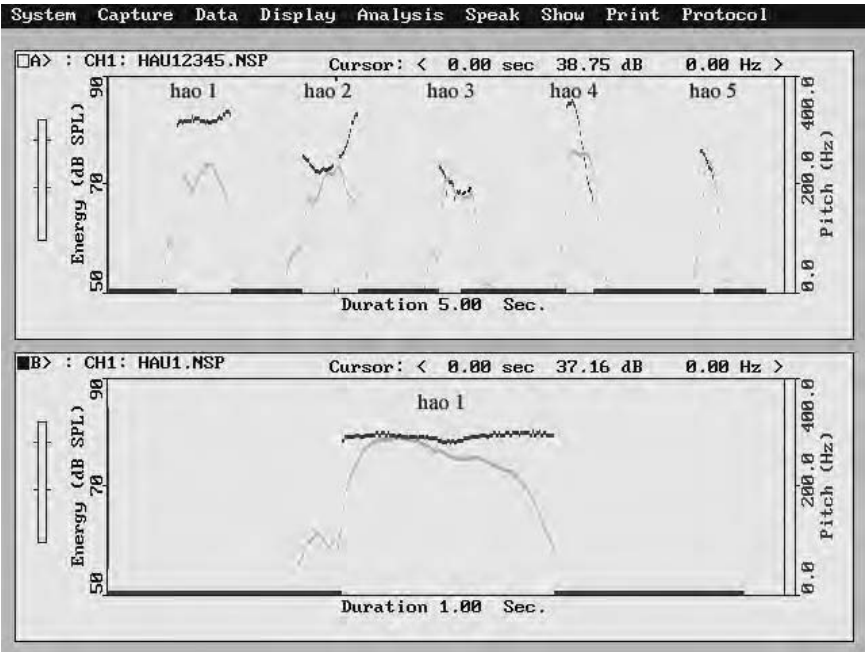 System Capture Data Display Analysis Speak Show Print Protocol
A> : CH1: HAU12345.NSP Cursor: < 0.00 sec 38.75 dB 0.00 Hz >
hao 1 hao 2 hao 3 hao 4 hao 5
90
70
50
Energy (dB SPL)
400.0
200.0
0.0
Pitch (Hz)
Duration 5.00 Sec.
B> : CH1: HAU1.NSP Cursor: < 0.00 sec 37.16 dB 0.00 Hz >
hao 1
90
70
50
Energy (dB SPL)
400.0
200.0
0.0
Pitch (Hz)
Duration 1.00 Sec.